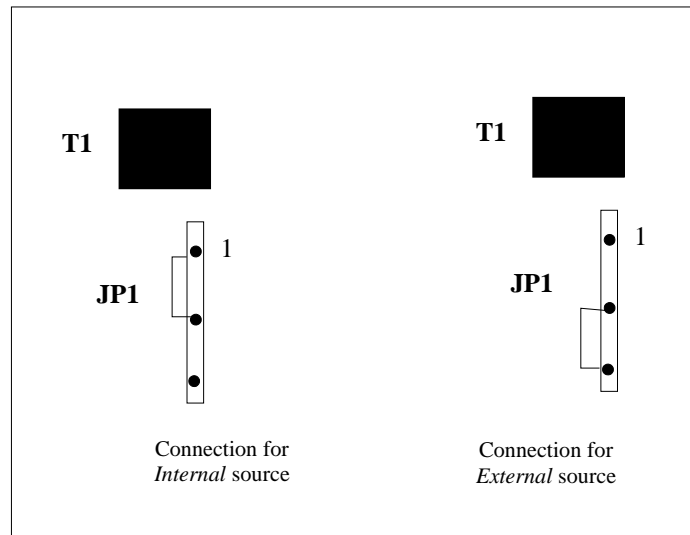 T1
1
JP1
Connection for
Internal source
T1
1
JP1
Connection for
External source